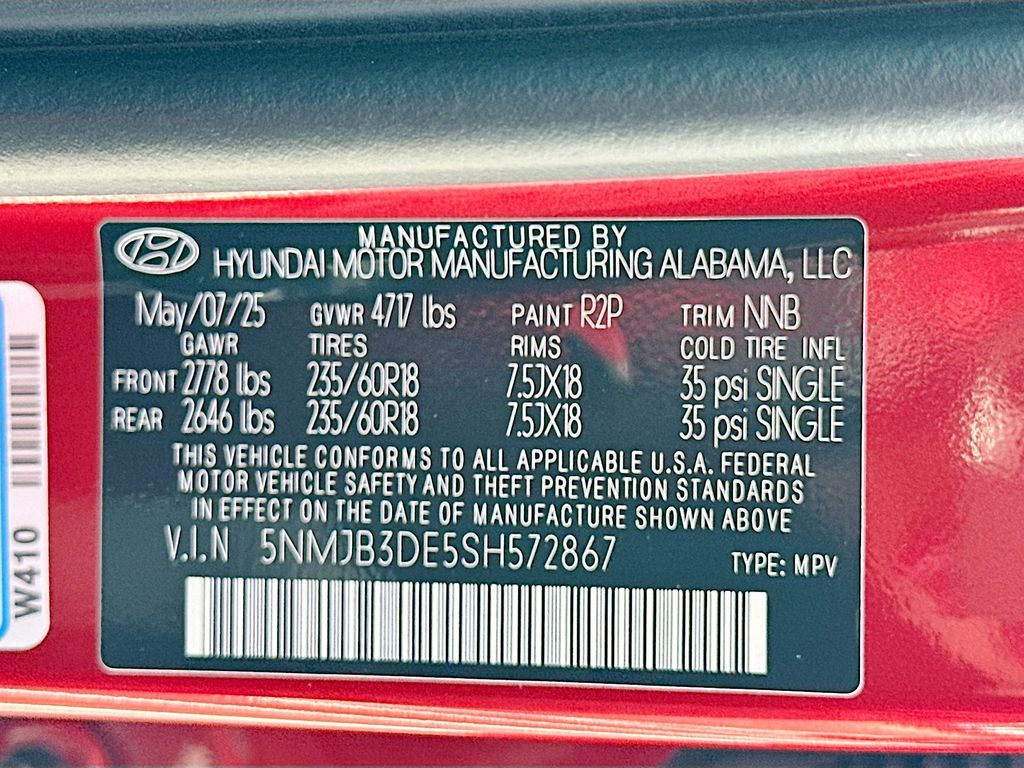 MANUFACTURED BY
HYUNDAI MOTOR MANUFACTURING ALABAMA, LLC
May/07/25 GVWR 4717 lbs PAINT R2P TRIM NNB
GAWR TIRES RIMS COLD TIRE INFL
FRONT 2778 lbs 235/60R18 7.5JX18 35 psi SINGLE
REAR 2646 lbs 235/60R18 7.5JX18 35 psi SINGLE
THIS VEHICLE CONFORMS TO ALL APPLICABLE U.S.A. FEDERAL
MOTOR VEHICLE SAFETY AND THEFT PREVENTION STANDARDS
IN EFFECT ON THE DATE OF MANUFACTURE SHOWN ABOVE
V.I.N 5NMJB3DE5SH572867 TYPE: MPV
W410